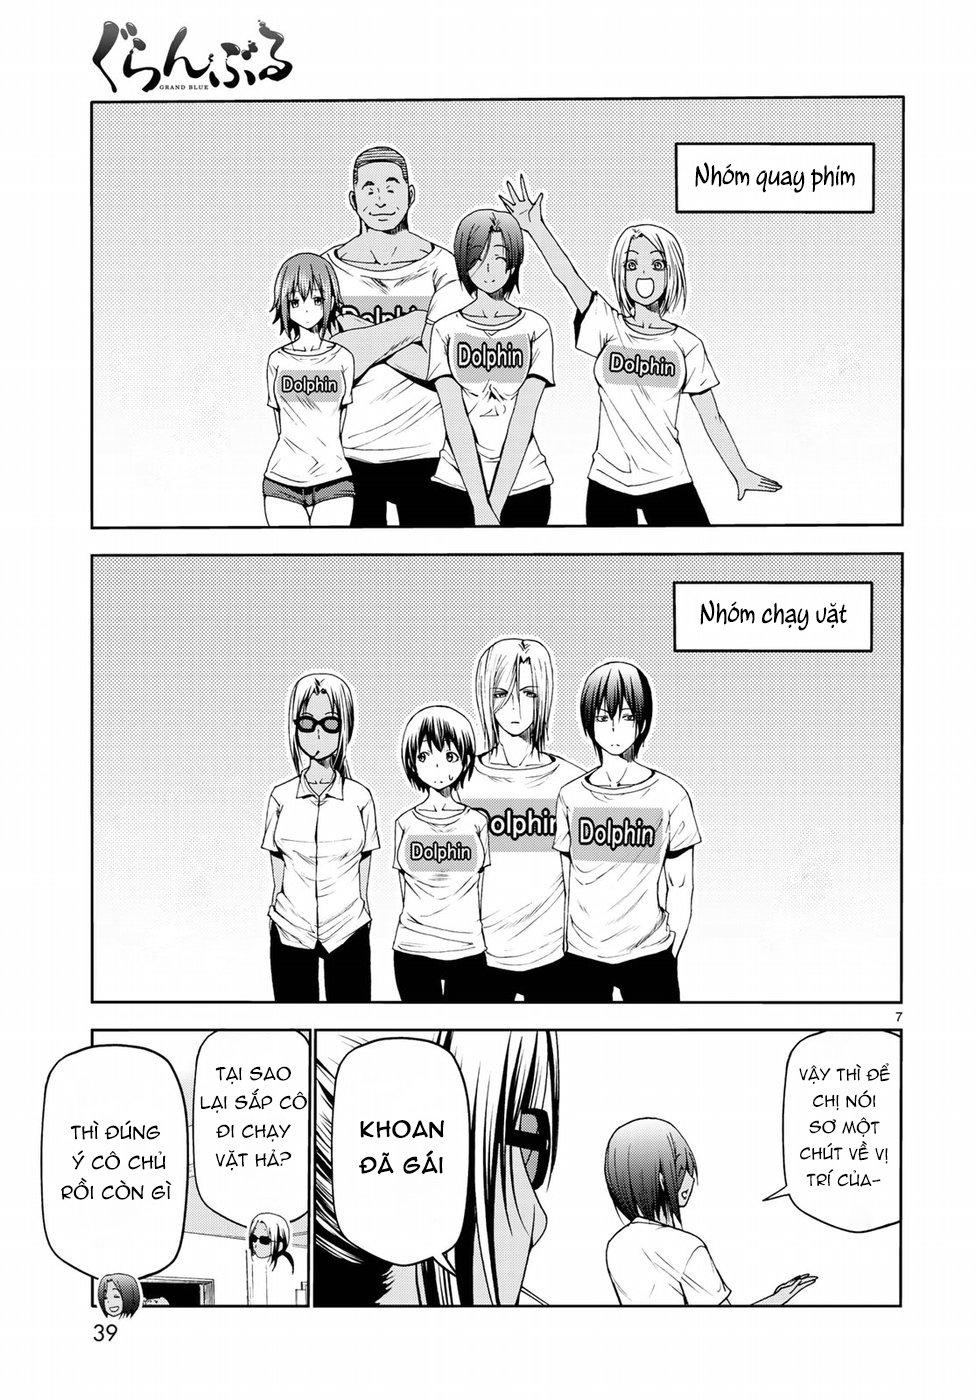 ぐらんぶる
GRAND BLUE
Nhóm quay phim
Dolphin
Dolphin
Dolphin
Dolphin
Nhóm chạy vặt
Dolphin
Dolphin
Dolphin
7
VẬY THÌ ĐỂ
CHỊ NÓI
SƠ MỘT
CHÚT VỀ VỊ
TRÍ CỦA-
KHOAN
ĐÃ GÁI
TẠI SAO
LẠI SẮP CÔ
ĐI CHẠY
VẶT HẢ?
THÌ ĐÚNG
Ý CÔ CHỦ
RỒI CÒN GÌ
39